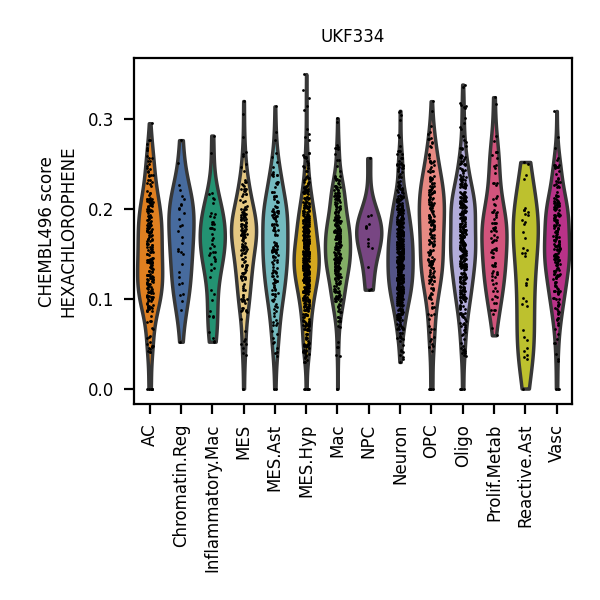 UKF334
CHEMBL496 score
HEXACHLOROPHENE
0.3
0.2
0.1
0.0
AC
Chromatin.Reg
Inflammatory.Mac
MES
MES.Ast
MES.Hyp
Mac
NPC
Neuron
OPC
Oligo
Prolif.Metab
Reactive.Ast
Vasc